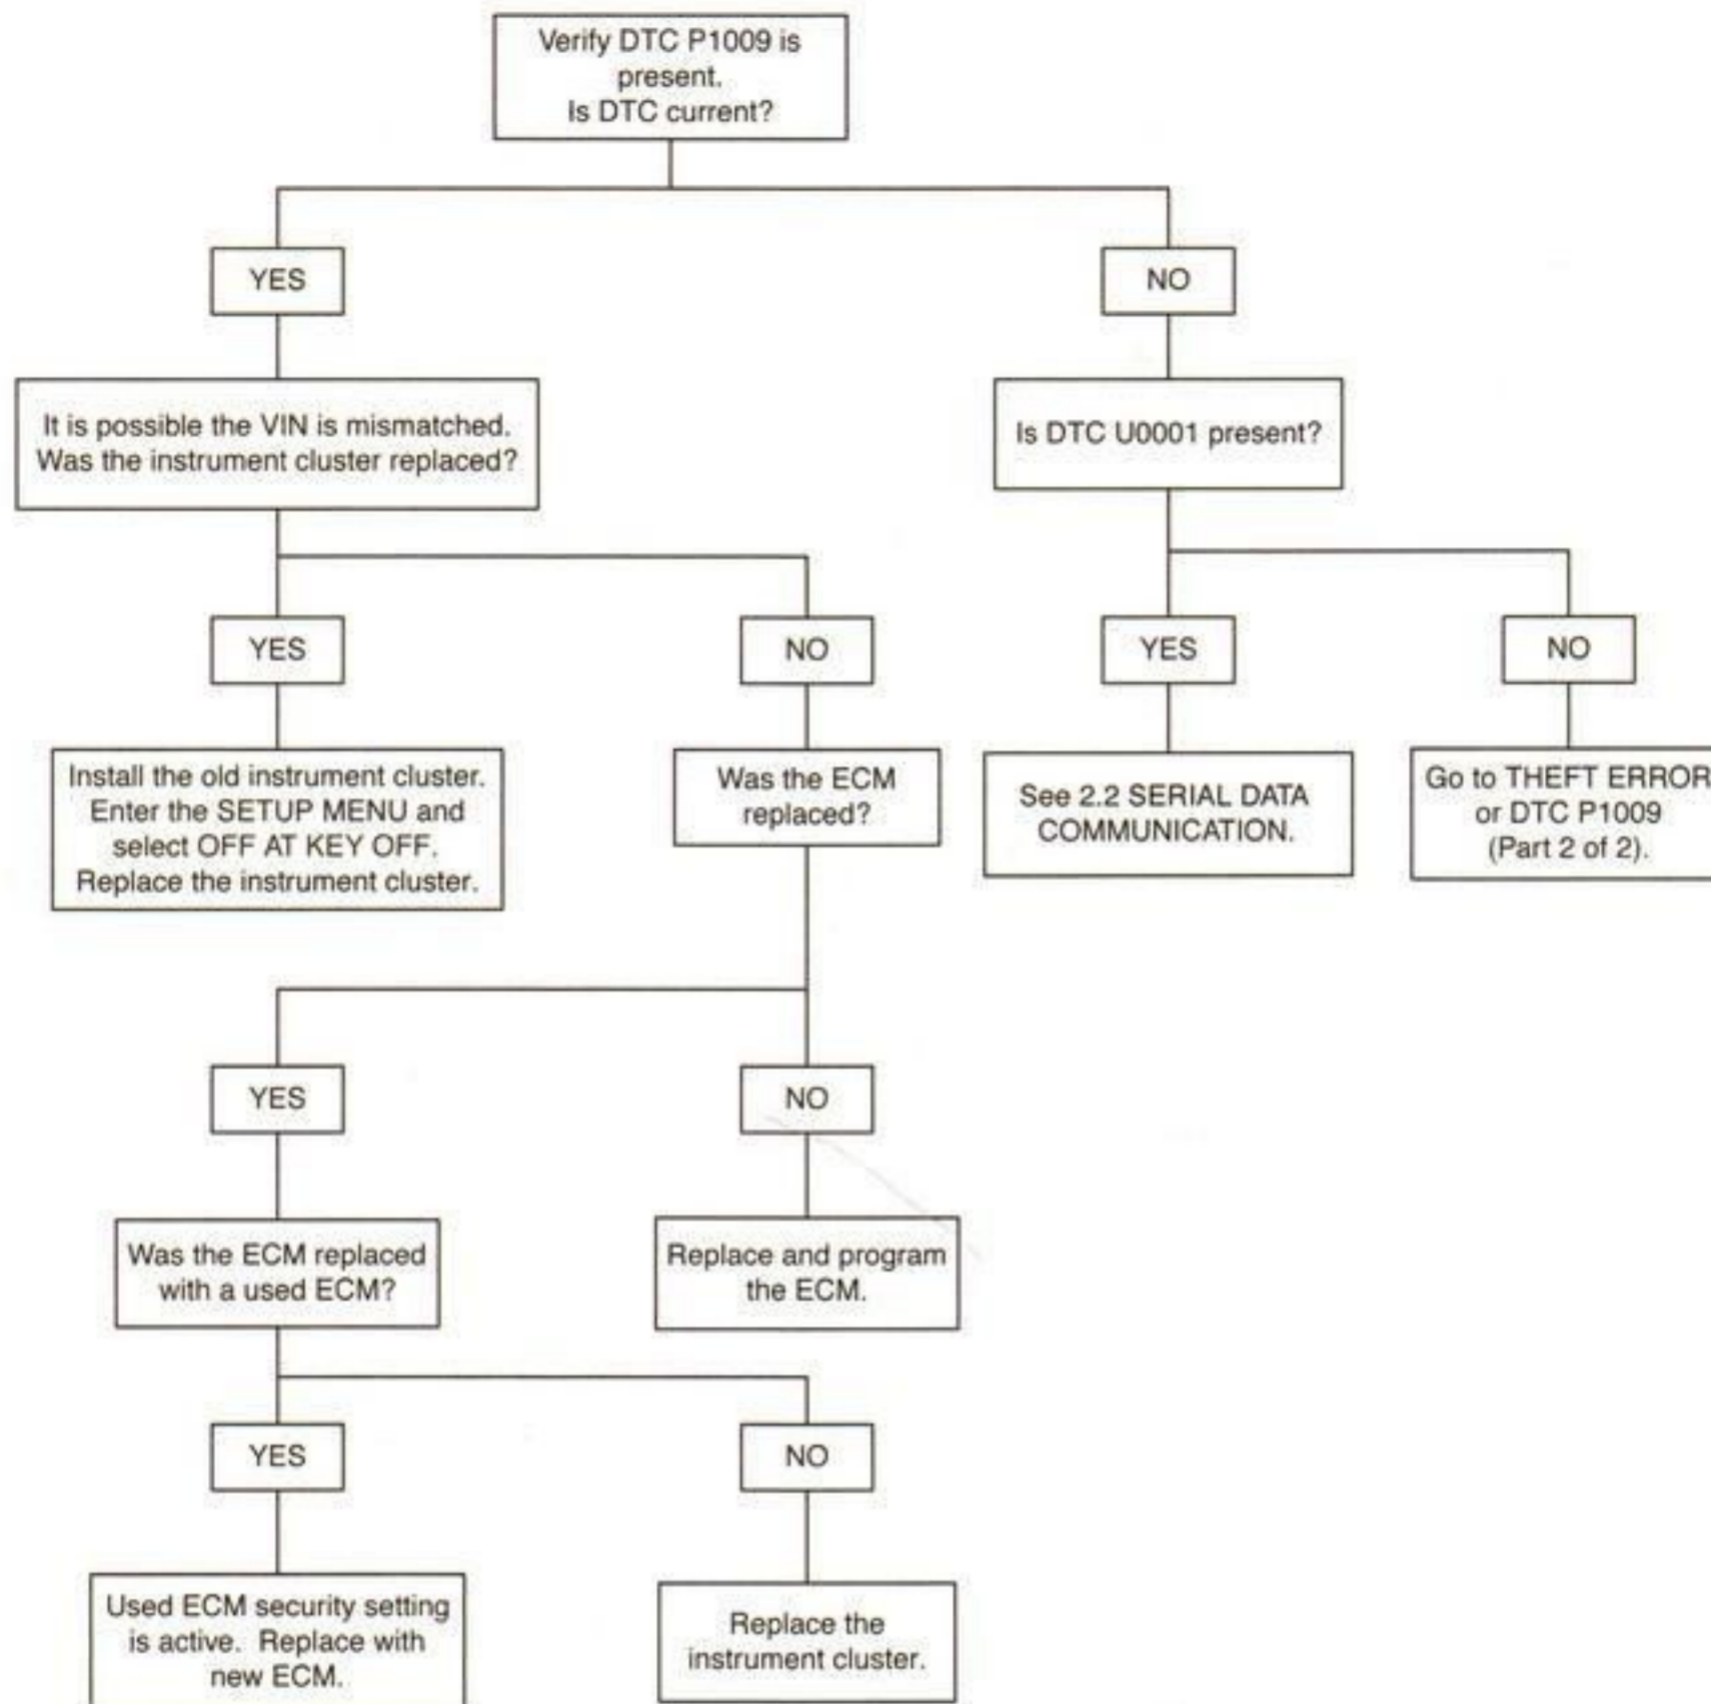 Verify DTC P1009 is
present.
Is DTC current?
YES
NO
It is possible the VIN is mismatched.
Was the instrument cluster replaced?
Is DTC U0001 present?
YES
NO
YES
NO
Install the old instrument cluster.
Enter the SETUP MENU and
select OFF AT KEY OFF.
Replace the instrument cluster.
Was the ECM
replaced?
See 2.2 SERIAL DATA
COMMUNICATION.
Go to THEFT ERROR
or DTC P1009
(Part 2 of 2).
YES
NO
Was the ECM replaced
with a used ECM?
Replace and program
the ECM.
YES
NO
Used ECM security setting
is active. Replace with
new ECM.
Replace the
instrument cluster.